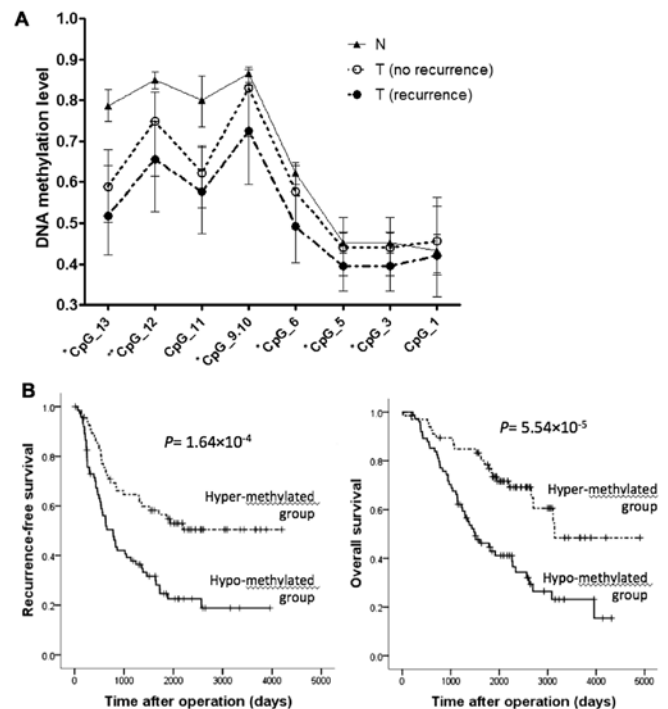 A
N
T (no recurrence)
T (recurrence)
DNA methylation level
1.0
0.9
0.8
0.7
0.6
0.5
0.4
0.3
*CpG_13
**CpG_12
CpG_11
*CpG_9.10
*CpG_6
*CpG_5
*CpG_3
CpG_1
B
P= 1.64×10-4
Hyper-methylated
group
Hypo-methylated
group
Recurrence-free survival
1.0
0.8
0.6
0.4
0.2
0.0
0 1000 2000 3000 4000 5000
Time after operation (days)
P= 5.54×10-5
Hyper-methylated
group
Hypo-methylated
group
Overall survival
1.0
0.8
0.6
0.4
0.2
0.0
0 1000 2000 3000 4000 5000
Time after operation (days)